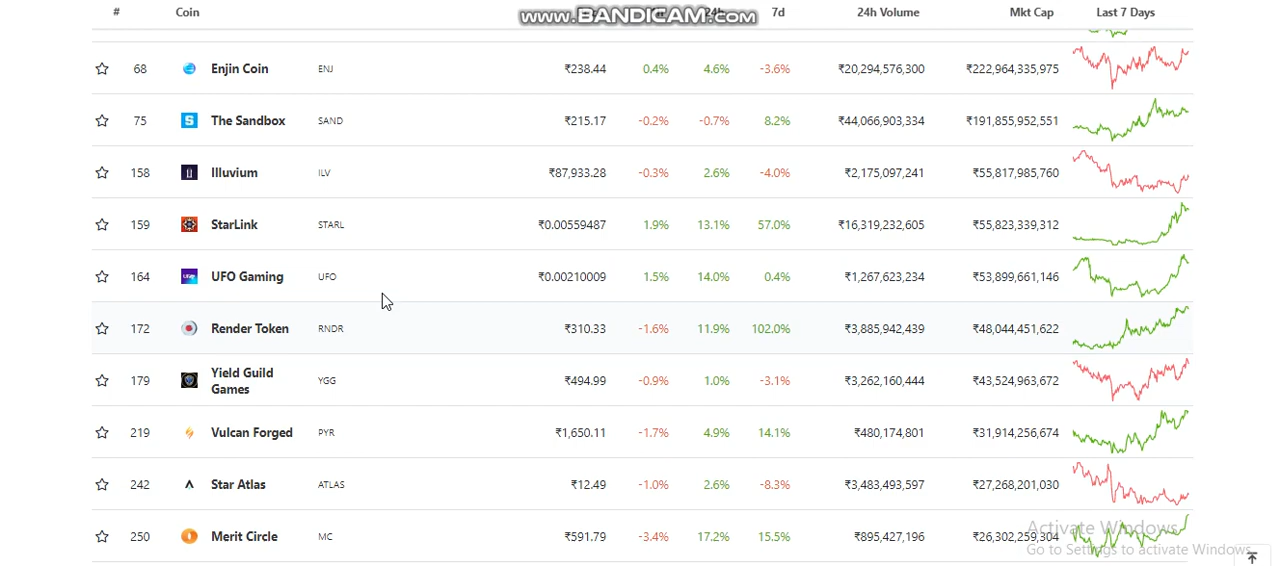 # Coin 24h 7d 24h Volume Mkt Cap Last 7 Days
www.BANDICAM.com
68 Enjin Coin ENJ ₹238.44 0.4% 4.6% -3.6% ₹20,294,576,300 ₹222,964,335,975
75 S The Sandbox SAND ₹215.17 -0.2% -0.7% 8.2% ₹44,066,903,334 ₹191,855,952,551
158 Illuvium ILV ₹87,933.28 -0.3% 2.6% -4.0% ₹2,175,097,241 ₹55,817,985,760
159 StarLink STARL ₹0.00559487 1.9% 13.1% 57.0% ₹16,319,232,605 ₹55,823,339,312
164 UFO UFO Gaming UFO ₹0.00210009 1.5% 14.0% 0.4% ₹1,267,623,234 ₹53,899,661,146
172 Render Token RNDR ₹310.33 -1.6% 11.9% 102.0% ₹3,885,942,439 ₹48,044,451,622
179 Yield Guild Games YGG ₹494.99 -0.9% 1.0% -3.1% ₹3,262,160,444 ₹43,524,963,672
219 Vulcan Forged PYR ₹1,650.11 -1.7% 4.9% 14.1% ₹480,174,801 ₹31,914,256,674
242 Star Atlas ATLAS ₹12.49 -1.0% 2.6% -8.3% ₹3,483,493,597 ₹27,268,201,030
250 Merit Circle MC ₹591.79 -3.4% 17.2% 15.5% ₹895,427,196 ₹26,302,259,304
Activate Windows
Go to Settings to activate Windows.